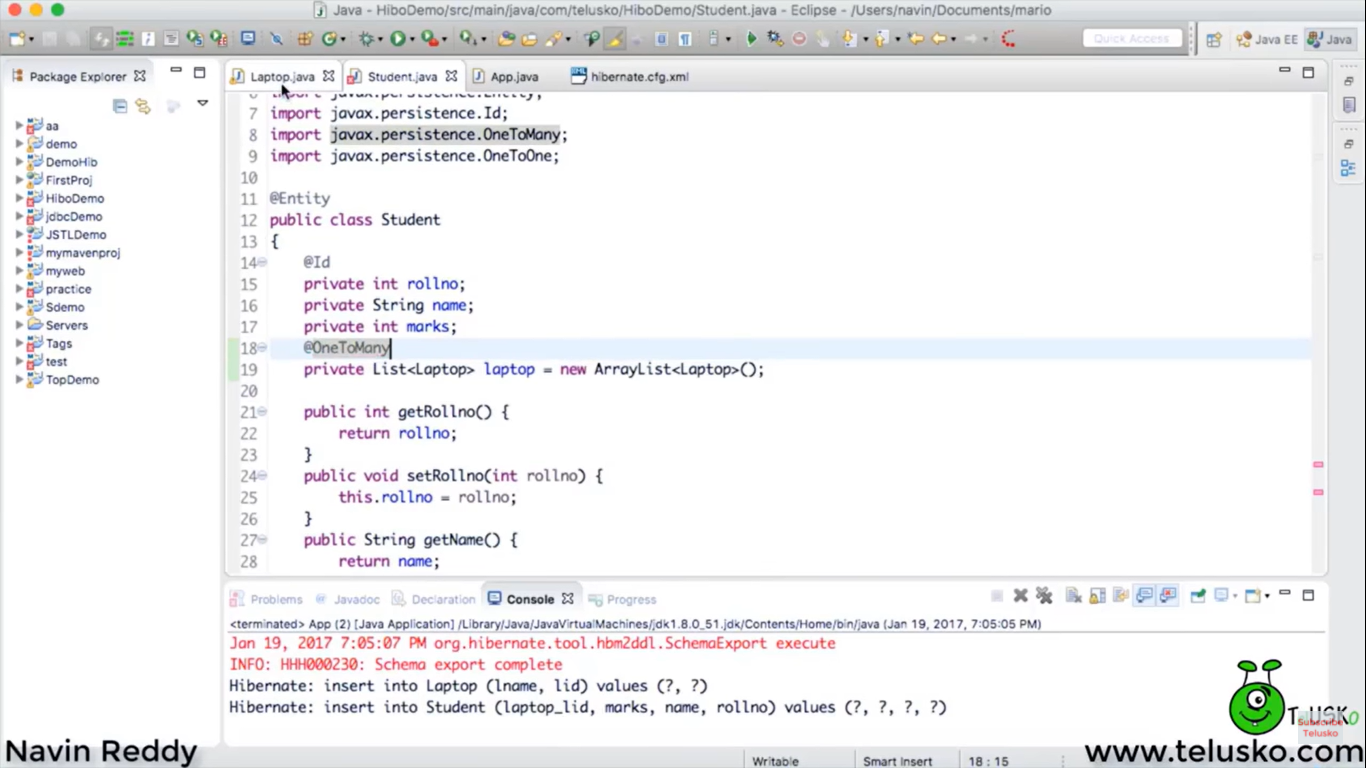 Java - HiboDemo/src/main/java/com/telusko/HiboDemo/Student.java - Eclipse - /Users/navin/Documents/mario
Quick Access
Java EE
Java
Package Explorer
Laptop.java
Student.java
App.java
hibernate.cfg.xml
aa
demo
DemoHib
FirstProj
HiboDemo
jdbcDemo
JSTLDemo
mymavenproj
myweb
practice
Sdemo
Servers
Tags
test
TopDemo
6 import javax.persistence.Entity;
7 import javax.persistence.Id;
8 import javax.persistence.OneToMany;
9 import javax.persistence.OneToOne;
10
11 @Entity
12 public class Student
13 {
14 @Id
15 private int rollno;
16 private String name;
17 private int marks;
18 @OneToMany
19 private List<Laptop> laptop = new ArrayList<Laptop>();
20
21 public int getRollno() {
22 return rollno;
23 }
24 public void setRollno(int rollno) {
25 this.rollno = rollno;
26 }
27 public String getName() {
28 return name;
Problems
@ Javadoc
Declaration
Console
Progress
<terminated> App (2) [Java Application] /Library/Java/JavaVirtualMachines/jdk1.8.0_51.jdk/Contents/Home/bin/java (Jan 19, 2017, 7:05:05 PM)
Jan 19, 2017 7:05:07 PM org.hibernate.tool.hbm2ddl.SchemaExport execute
INFO: HHH000230: Schema export complete
Hibernate: insert into Laptop (lname, lid) values (?, ?)
Hibernate: insert into Student (laptop_lid, marks, name, rollno) values (?, ?, ?, ?)
Subscribe
Telusko
Navin Reddy
www.telusko.com
Writable
Smart Insert
18 : 15